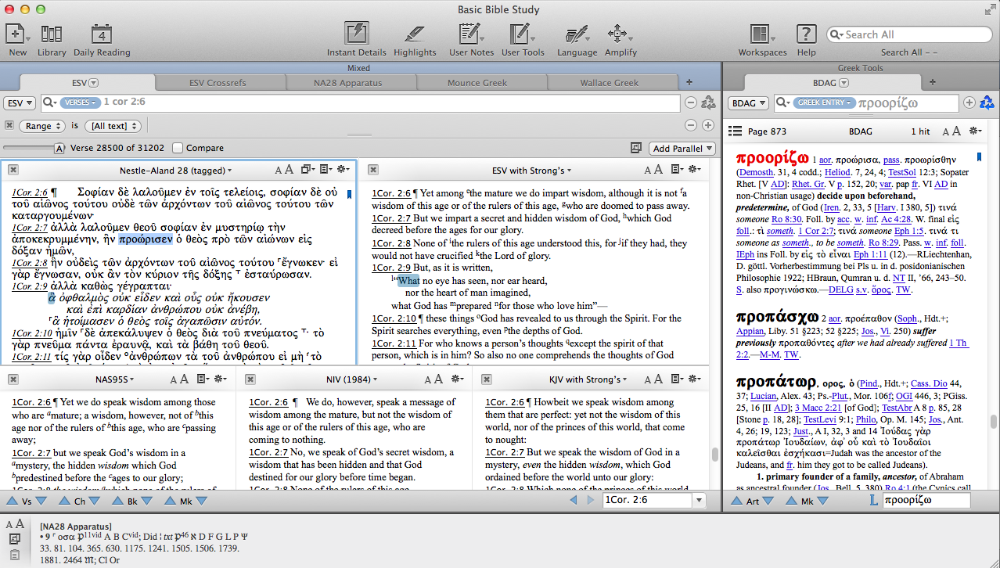 Basic Bible Study
New Library Daily Reading Instant Details Highlights User Notes User Tools Language Amplify Workspaces Help Search All
Search All - -
Mixed
ESV ESV Crossrefs NA28 Apparatus Mounce Greek Wallace Greek +
ESV VERSES 1 cor 2:6
Range is [All text]
A Verse 28500 of 31202 Compare Add Parallel
Nestle-Aland 28 (tagged) A A
1Cor. 2:6 ¶ Σοφίαν δὲ λαλοῦμεν ἐν τοῖς τελείοις, σοφίαν δὲ οὐ
τοῦ αἰῶνος τούτου οὐδὲ τῶν ἀρχόντων τοῦ αἰῶνος τούτου τῶν
καταργουμένων·
1Cor. 2:7 ἀλλὰ λαλοῦμεν θεοῦ σοφίαν ἐν μυστηρίῳ τὴν
ἀποκεκρυμμένην, ἣν προώρισεν ὁ θεὸς πρὸ τῶν αἰώνων εἰς
δόξαν ἡμῶν,
1Cor. 2:8 ἣν οὐδεὶς τῶν ἀρχόντων τοῦ αἰῶνος τούτου ⸀ἔγνωκεν· εἰ
γὰρ ἔγνωσαν, οὐκ ἂν τὸν κύριον τῆς δόξης ⸆ ἐσταύρωσαν.
1Cor. 2:9 ἀλλὰ καθὼς γέγραπται·
ἃ ὀφθαλμὸς οὐκ εἶδεν καὶ οὖς οὐκ ἤκουσεν
καὶ ἐπὶ καρδίαν ἀνθρώπου οὐκ ἀνέβη,
⸀ἃ ἡτοίμασεν ὁ θεὸς τοῖς ἀγαπῶσιν αὐτόν.
1Cor. 2:10 ἡμῖν ⸀δὲ ἀπεκάλυψεν ὁ θεὸς διὰ τοῦ πνεύματος ⸆· τὸ
γὰρ πνεῦμα πάντα ἐραυνᾷ, καὶ τὰ βάθη τοῦ θεοῦ.
1Cor. 2:11 τίς γὰρ οἶδεν ᵒἀνθρώπων τὰ τοῦ ἀνθρώπου εἰ μὴ ⸀τὸ
ESV with Strong's A A
1Cor. 2:6 ¶ Yet among ᵉthe mature we do impart wisdom, although it is not ᶠa
wisdom of this age or of the rulers of this age, ᵍwho are doomed to pass away.
1Cor. 2:7 But we impart a secret and hidden wisdom of God, ʰwhich God
decreed before the ages for our glory.
1Cor. 2:8 None of ⁱthe rulers of this age understood this, for ʲif they had, they
would not have crucified ᵏthe Lord of glory.
1Cor. 2:9 But, as it is written,
ˡ“What no eye has seen, nor ear heard,
nor the heart of man imagined,
what God has ᵐprepared ⁿfor those who love him”—
1Cor. 2:10 ¶ these things ᵒGod has revealed to us through the Spirit. For the
Spirit searches everything, even ᵖthe depths of God.
1Cor. 2:11 For who knows a person’s thoughts ᑫexcept the spirit of that
person, which is in him? So also no one comprehends the thoughts of God
NAS95S A A
1Cor. 2:6 ¶ Yet we do speak wisdom among those
who are ᵃmature; a wisdom, however, not of ᵇthis
age nor of the rulers of ᵇthis age, who are ᶜpassing
away;
1Cor. 2:7 but we speak God’s wisdom in a
ᵃmystery, the hidden wisdom which God
ᵇpredestined before the ᶜages to our glory;
1Cor. 2:8 the wisdom ᵃwhich none of the rulers of
NIV (1984) A A
1Cor. 2:6 ¶ We do, however, speak a message of
wisdom among the mature, but not the wisdom of
this age or of the rulers of this age, who are
coming to nothing.
1Cor. 2:7 No, we speak of God’s secret wisdom, a
wisdom that has been hidden and that God
destined for our glory before time began.
1Cor. 2:8 None of the rulers of this age
KJV with Strong's A A
1Cor. 2:6 ¶ Howbeit we speak wisdom among
them that are perfect: yet not the wisdom of this
world, nor of the princes of this world, that come
to nought:
1Cor. 2:7 But we speak the wisdom of God in a
mystery, even the hidden wisdom, which God
ordained before the world unto our glory:
1Cor. 2:8 Which none of the princes of this world
Vs Ch Bk Mk 1Cor. 2:6
Greek Tools
BDAG +
BDAG GREEK ENTRY προορίζω
Page 873 BDAG 1 hit A A
προορίζω 1 aor. προώρισα, pass. προωρίσθην
(Demosth. 31, 4 codd.; Heliod. 7, 24, 4; TestSol 12:3; Sopater
Rhet. [V AD]: Rhet. Gr. V p. 152, 20; var. pap fr. VI AD in
non-Christian usage) decide upon beforehand,
predetermine, of God (Iren. 2, 33, 5 [Harv. I 380, 5]) τινά
someone Ro 8:30. Foll. by acc. w. inf. Ac 4:28. W. final εἰς
foll.: τὶ someth. 1 Cor 2:7; τινά someone Eph 1:5. τινά τι
someone as someth., to be someth. Ro 8:29. Pass. w. inf. foll.
IEph ins Foll. by εἰς τὸ εἶναι Eph 1:11 (12).—RLiechtenhan,
D. göttl. Vorherbestimmung bei Pls u. in d. posidonianischen
Philosophie 1922; HBraun, Qumran u. d. NT II, ’66, 243–50.
S. also προγινώσκω.—DELG s.v. ὅρος. TW.
προπάσχω 2 aor. προέπαθον (Soph., Hdt.+;
Appian, Liby. 51 §223; 52 §225; Jos., Vi. 250) suffer
previously προπαθόντες after we had already suffered 1 Th
2:2.—M-M. TW.
προπάτωρ, ορος, ὁ (Pind., Hdt.+; Cass. Dio 44,
37; Lucian, Alex. 43; Ps.-Plut., Mor. 106f; OGI 446, 3; PGiss.
25, 16 [II AD]; 3 Macc 2:21 [of God]; TestAbr A 8 p. 85, 28
[Stone p. 18, 28]; TestLevi 9:1; Philo, Op. M. 145; Jos., Ant.
4, 26; 19, 123; Just., A I, 32, 3 and 14 Ἰούδας γὰρ
προπάτωρ Ἰουδαίων, ἀφ᾽ οὗ καὶ τὸ Ἰουδαῖοι
καλεῖσθαι ἐσχήκασι=Judah was the ancestor of the
Judeans, and fr. him they got to be called Judeans).
1. primary founder of a family, ancestor, of Abraham
as ancestral founder (Jos., Bell. 5, 380) Ro 4:1 (the Cynics call
Art Mk L προορίζω
A A [NA28 Apparatus]
• 9 ⸀ οσα 𝔓¹¹ᵛⁱᵈ A B Cᵛⁱᵈ; Did ¦ txt 𝔓⁴⁶ ℵ D F G L P Ψ
33. 81. 104. 365. 630. 1175. 1241. 1505. 1506. 1739.
1881. 2464 𝔐; Cl Or